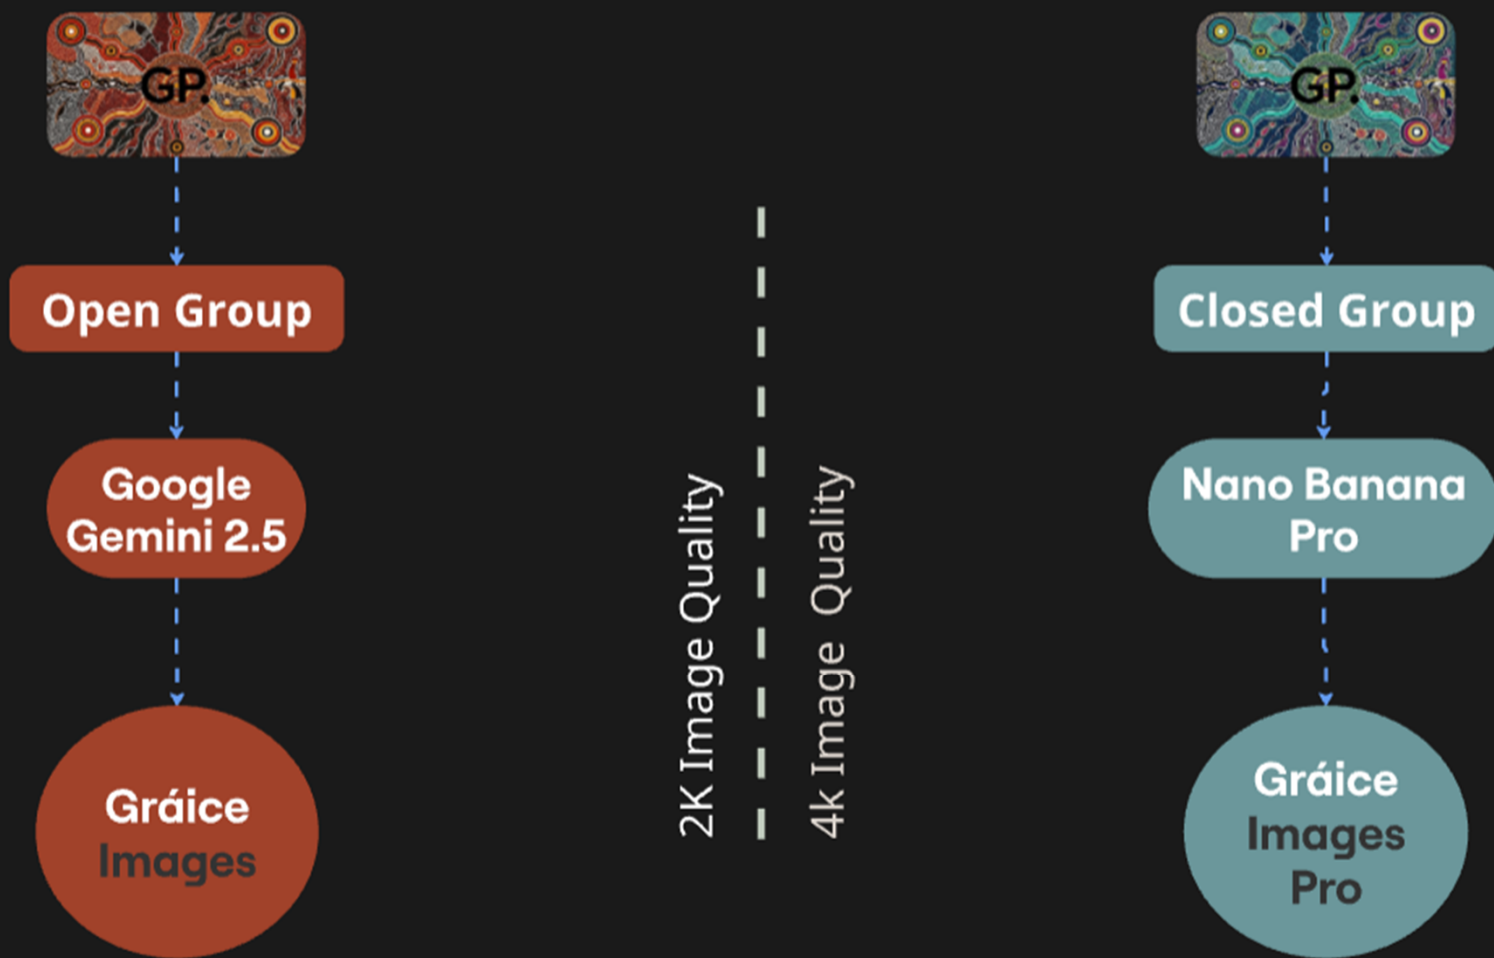 GP.
Open Group
Google
Gemini 2.5
Gráice
Images
2K Image Quality
4k Image Quality
GP.
Closed Group
Nano Banana
Pro
Gráice
Images
Pro